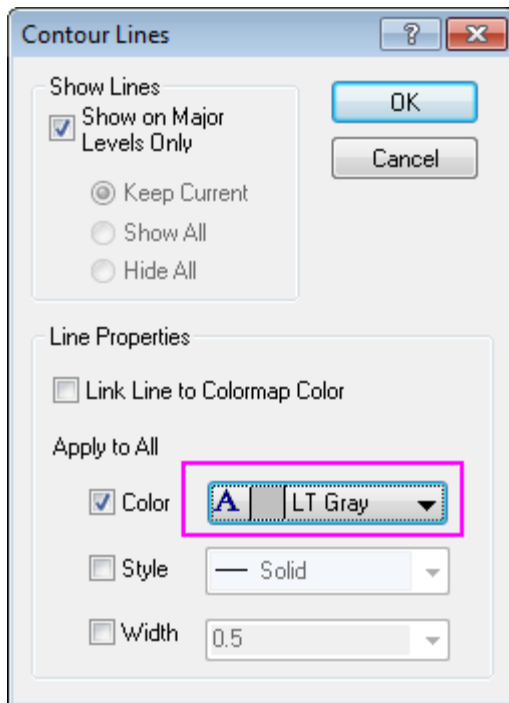 Contour Lines
?
Show Lines
Show on Major
Levels Only
OK
Cancel
Keep Current
Show All
Hide All
Line Properties
Link Line to Colormap Color
Apply to All
Color
A LT Gray
Style
Solid
Width
0.5